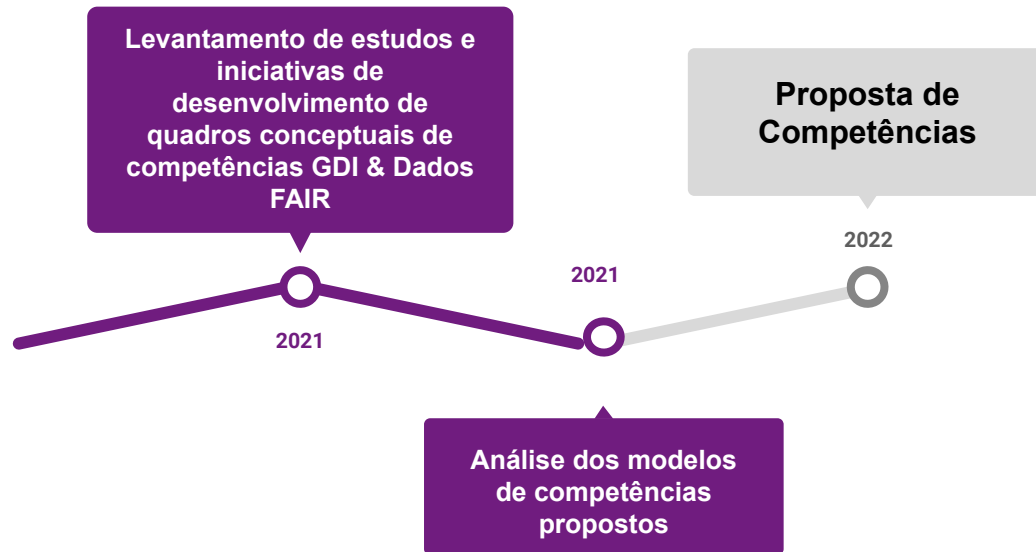 Levantamento de estudos e
iniciativas de
desenvolvimento de
quadros conceptuais de
competências GDI & Dados
FAIR
2021
2021
Análise dos modelos
de competências
propostos
Proposta de
Competências
2022